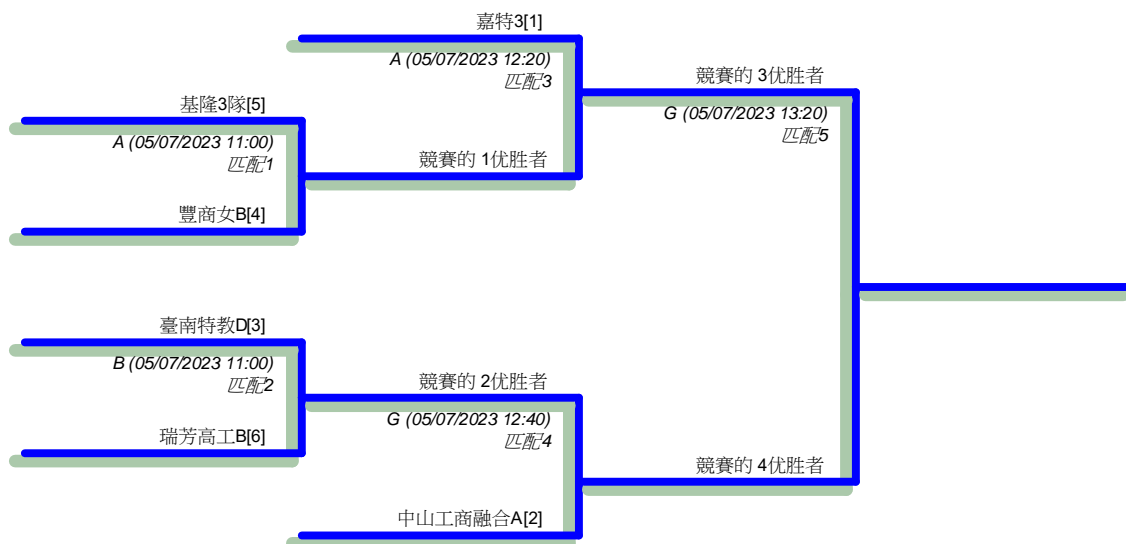 嘉特3[1]
A (05/07/2023 12:20)
匹配3
競賽的 3优胜者
G (05/07/2023 13:20)
匹配5
基隆3隊[5]
A (05/07/2023 11:00)
匹配1
競賽的 1优胜者
豐商女B[4]
臺南特教D[3]
B (05/07/2023 11:00)
匹配2
競賽的 2优胜者
G (05/07/2023 12:40)
匹配4
瑞芳高工B[6]
競賽的 4优胜者
中山工商融合A[2]